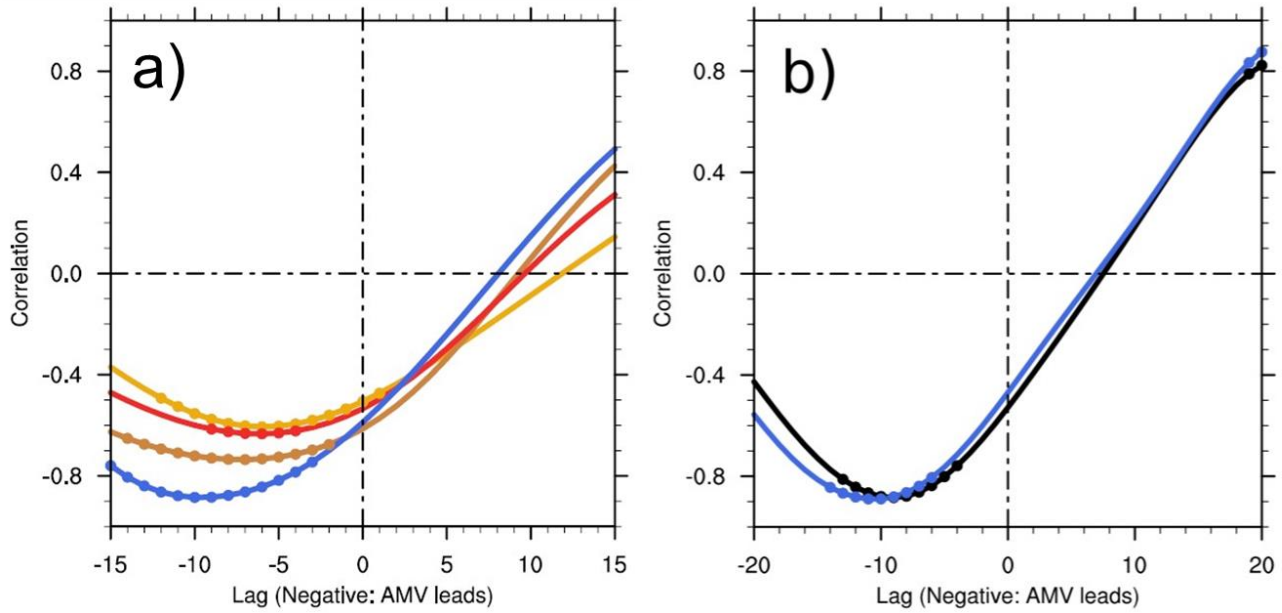 a)
0.8
0.4
0.0
-0.4
-0.8
Correlation
-15 -10 -5 0 5 10 15
Lag (Negative: AMV leads)
b)
0.8
0.4
0.0
-0.4
-0.8
Correlation
-20 -10 0 10 20
Lag (Negative: AMV leads)